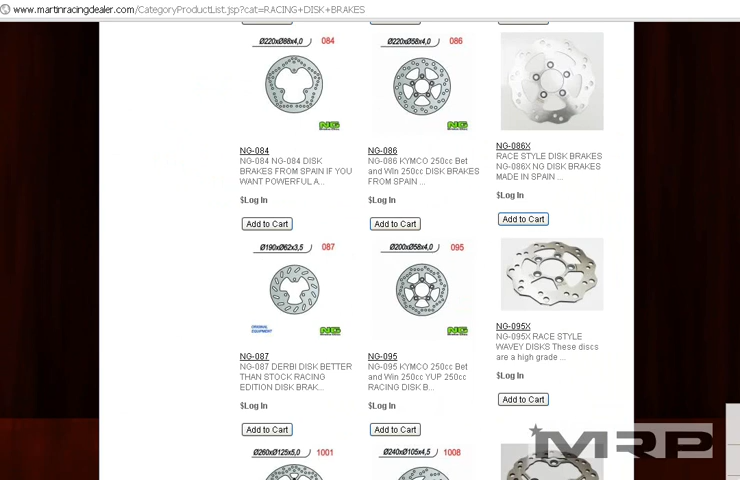 www.martinracingdealer.com/CategoryProductList.jsp?cat=RACING+DISK+BRAKES
Ø220xØ88x4,0 084
NG
NG-084
NG-084 NG-084 DISK
BRAKES FROM SPAIN IF YOU
WANT POWERFUL A...
$Log In
Add to Cart
Ø220xØ58x4,0 086
NG
NG-086
NG-086 KYMCO 250cc Bet
and Win 250cc DISK BRAKES
FROM SPAIN ...
$Log In
Add to Cart
NG-086X
RACE STYLE DISK BRAKES
NG-086X NG DISK BRAKES
MADE IN SPAIN ...
$Log In
Add to Cart
Ø190xØ62x3,5 087
ORIGINAL
EQUIPMENT
NG
NG-087
NG-087 DERBI DISK BETTER
THAN STOCK RACING
EDITION DISK BRAK...
$Log In
Add to Cart
Ø200xØ58x4,0 095
NG
NG-095
NG-095 KYMCO 250cc Bet
and Win 250cc YUP 250cc
RACING DISK B...
$Log In
Add to Cart
NG-095X
NG-095X RACE STYLE
WAVEY DISKS These discs
are a high grade ...
$Log In
Add to Cart
Ø260xØ125x5,0 1001
Ø240xØ105x4,5 1008
MRP